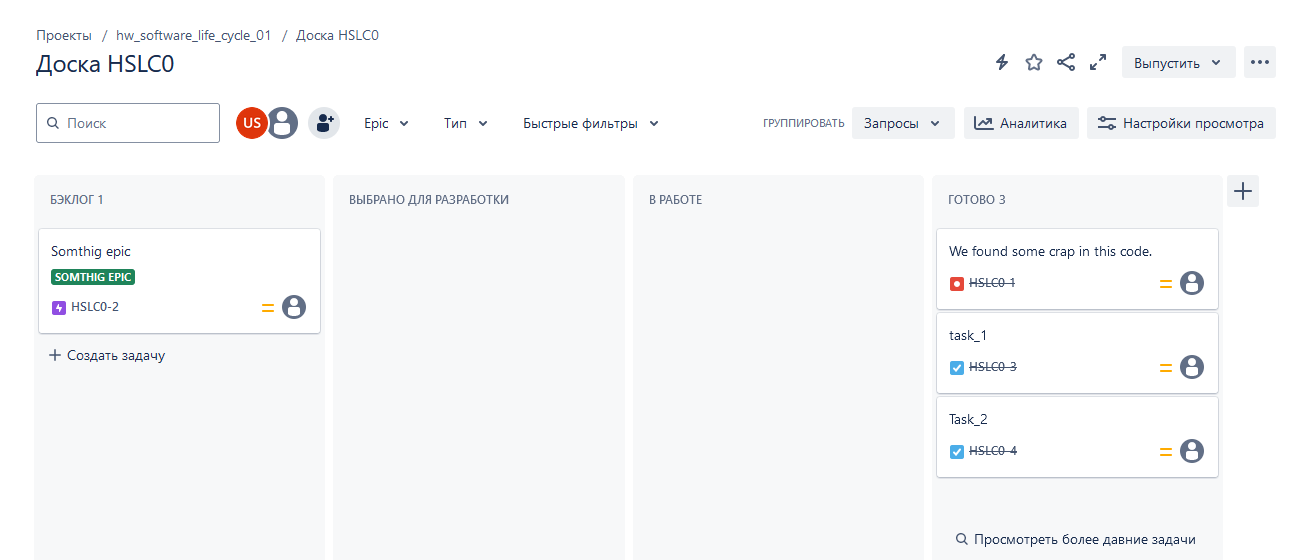 Проекты / hw_software_life_cycle_01 / Доска HSLC0
Доска HSLC0
Выпустить
Поиск
US
Epic
Тип
Быстрые фильтры
ГРУППИРОВАТЬ
Запросы
Аналитика
Настройки просмотра
БЭКЛОГ 1
Somthig epic
SOMTHIG EPIC
HSLC0-2
Создать задачу
ВЫБРАНО ДЛЯ РАЗРАБОТКИ
В РАБОТЕ
ГОТОВО 3
We found some crap in this code.
HSLC0-1
task_1
HSLC0-3
Task_2
HSLC0-4
Просмотреть более давние задачи